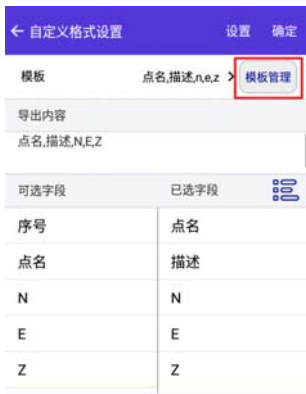 ← 自定义格式设置 设置 确定
模板 点名,描述,n,e,z > 模板管理
导出内容
点名,描述,N,E,Z
可选字段 已选字段
序号 点名
点名 描述
N N
E E
Z Z